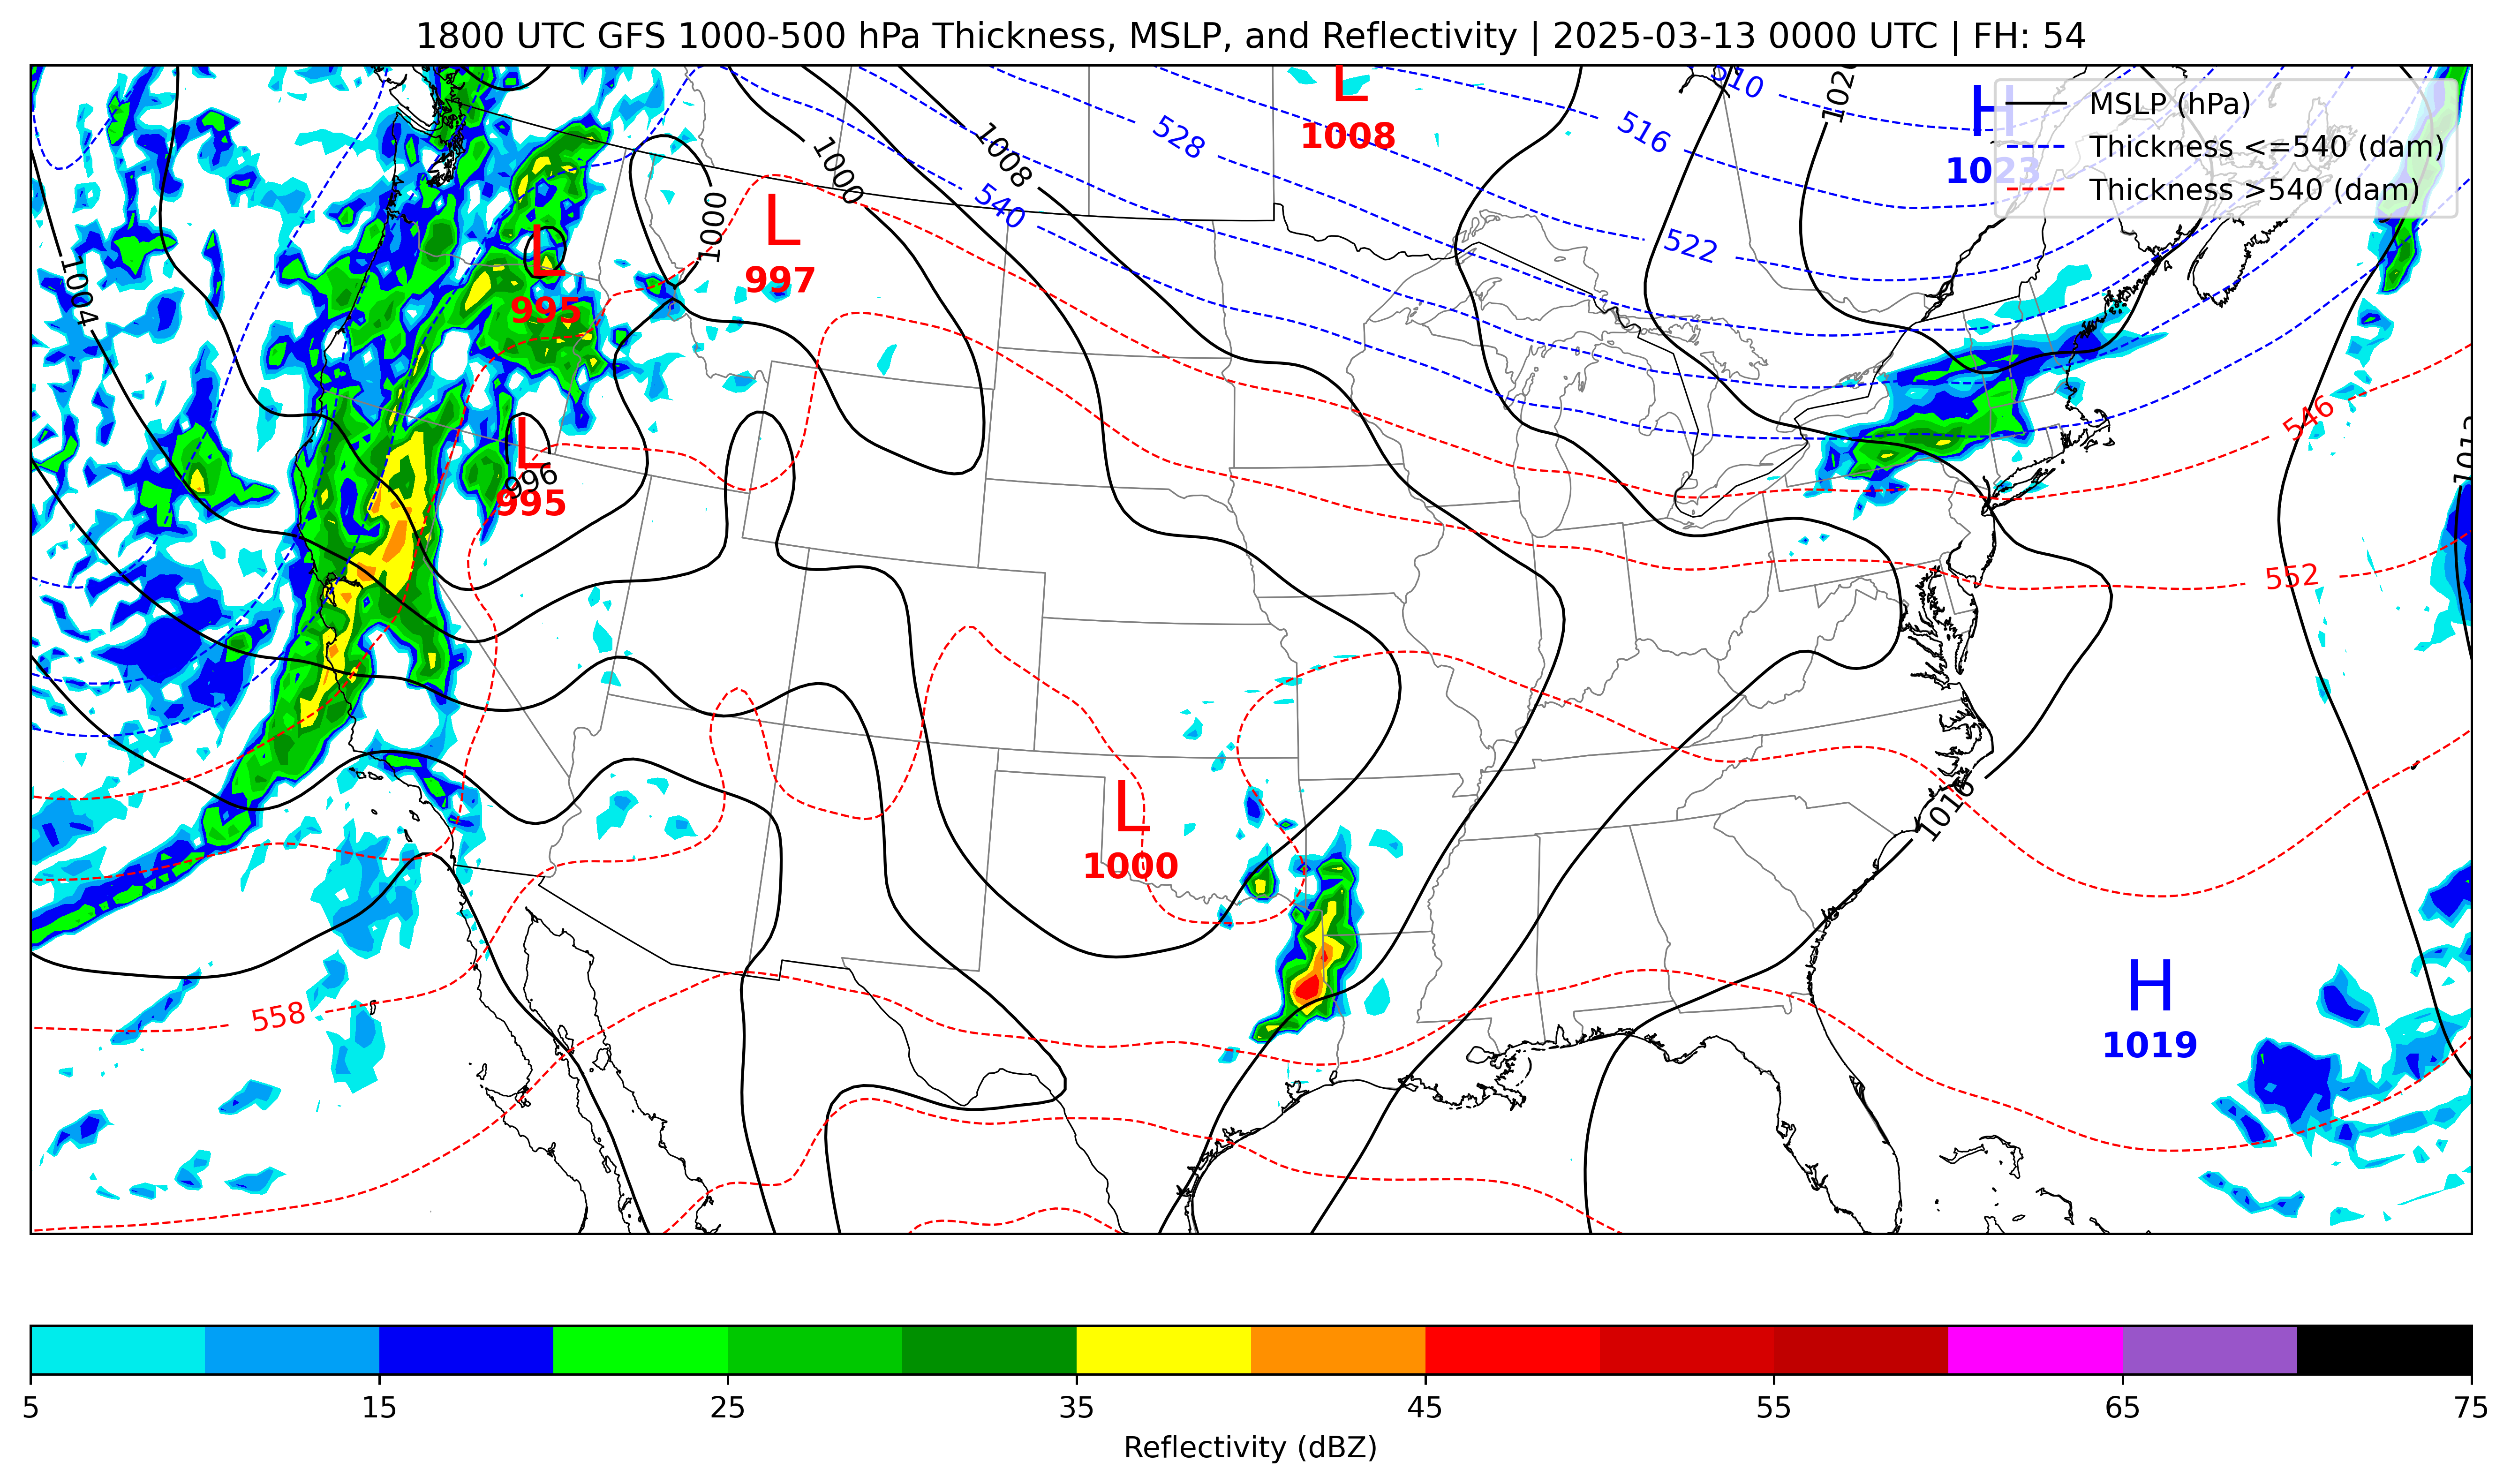 1800 UTC GFS 1000-500 hPa Thickness, MSLP, and Reflectivity | 2025-03-13 0000 UTC | FH: 54
MSLP (hPa)
Thickness <=540 (dam)
Thickness >540 (dam)
L
1008
H
1023
510
1020
516
522
528
1008
540
1000
1000
L
997
L
995
1004
L
996
995
546
1012
552
L
1000
1016
H
1019
558
5
15
25
35
45
55
65
75
Reflectivity (dBZ)